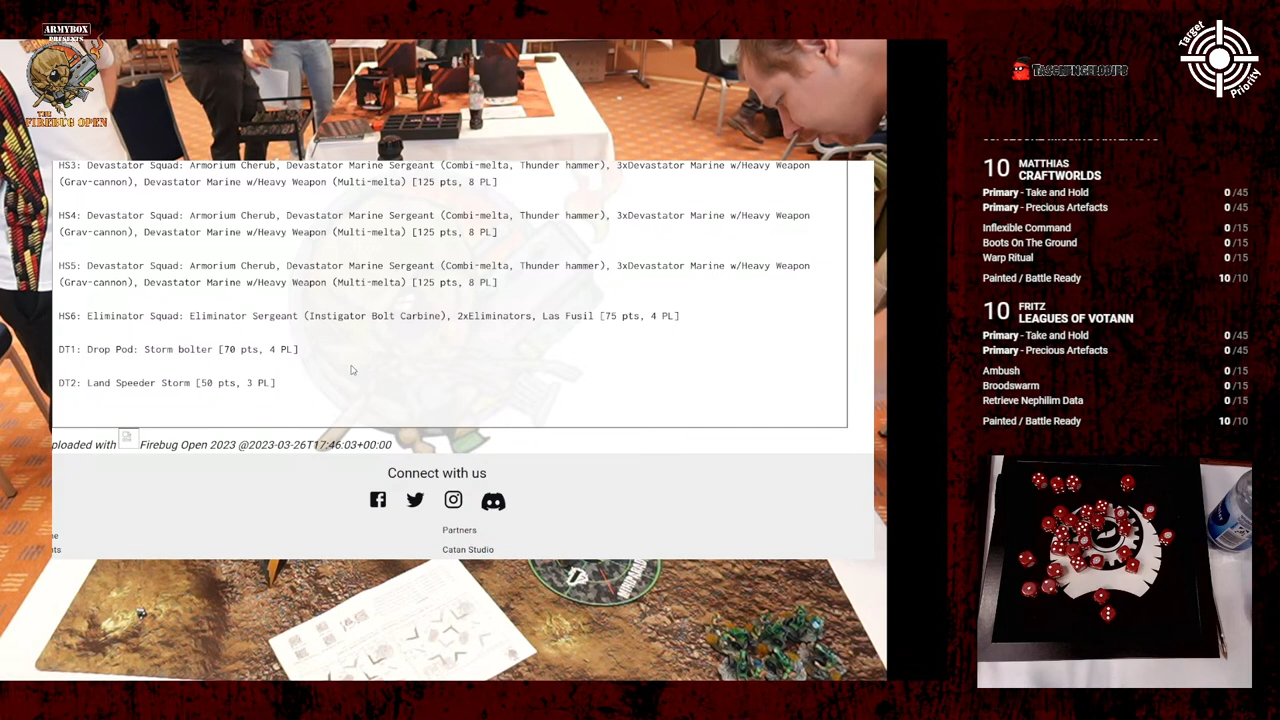 ARMYBOX
PRESENTS
THE
FIREBUG OPEN
HS3: Devastator Squad: Armorium Cherub, Devastator Marine Sergeant (Combi-melta, Thunder hammer), 3xDevastator Marine w/Heavy Weapon
(Grav-cannon), Devastator Marine w/Heavy Weapon (Multi-melta) [125 pts, 8 PL]
HS4: Devastator Squad: Armorium Cherub, Devastator Marine Sergeant (Combi-melta, Thunder hammer), 3xDevastator Marine w/Heavy Weapon
(Grav-cannon), Devastator Marine w/Heavy Weapon (Multi-melta) [125 pts, 8 PL]
HS5: Devastator Squad: Armorium Cherub, Devastator Marine Sergeant (Combi-melta, Thunder hammer), 3xDevastator Marine w/Heavy Weapon
(Grav-cannon), Devastator Marine w/Heavy Weapon (Multi-melta) [125 pts, 8 PL]
HS6: Eliminator Squad: Eliminator Sergeant (Instigator Bolt Carbine), 2xEliminators, Las Fusil [75 pts, 4 PL]
DT1: Drop Pod: Storm bolter [70 pts, 4 PL]
DT2: Land Speeder Storm [50 pts, 3 PL]
ploaded with Firebug Open 2023 @2023-03-26T17:46:03+00:00
Connect with us
Partners
Catan Studio
Target
Priority
10 MATTHIAS
CRAFTWORLDS
Primary - Take and Hold 0/45
Primary - Precious Artefacts 0/45
Inflexible Command 0/15
Boots On The Ground 0/15
Warp Ritual 0/15
Painted / Battle Ready 10/10
10 FRITZ
LEAGUES OF VOTANN
Primary - Take and Hold 0/45
Primary - Precious Artefacts 0/45
Ambush 0/15
Broodswarm 0/15
Retrieve Nephilim Data 0/15
Painted / Battle Ready 10/10